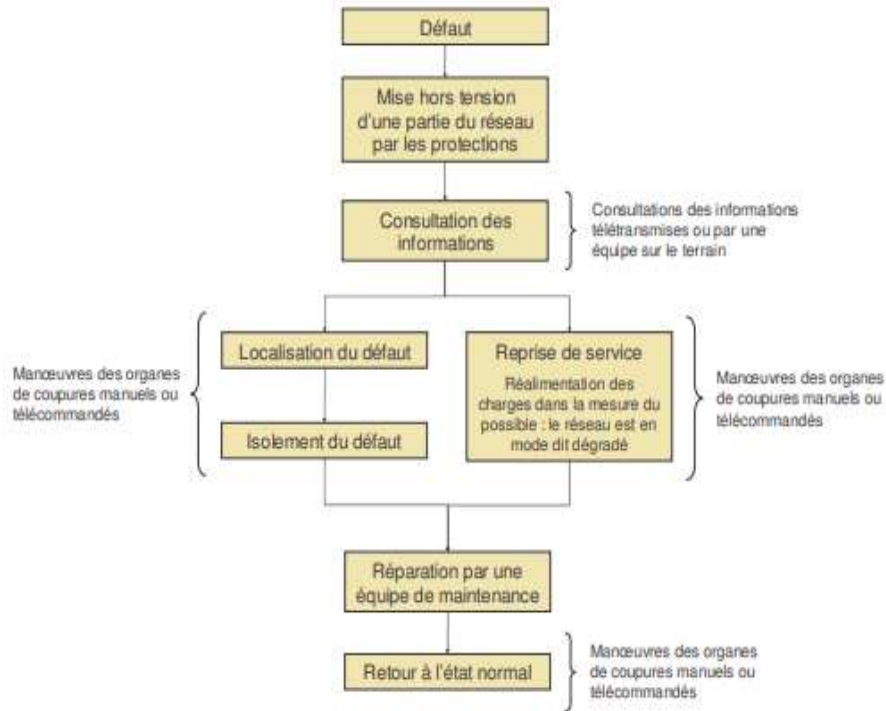 Défaut
Mise hors tension
d'une partie du réseau
par les protections
Consultation des
informations
Consultations des informations
télétransmises ou par une
équipe sur le terrain
Manœuvres des organes
de coupures manuels ou
télécommandés
Localisation du défaut
Isolement du défaut
Reprise de service
Réalimentation des
charges dans la mesure du
possible : le réseau est en
mode dit dégradé
Manœuvres des organes
de coupures manuels ou
télécommandés
Réparation par une
équipe de maintenance
Retour à l'état normal
Manœuvres des organes
de coupures manuels ou
télécommandés